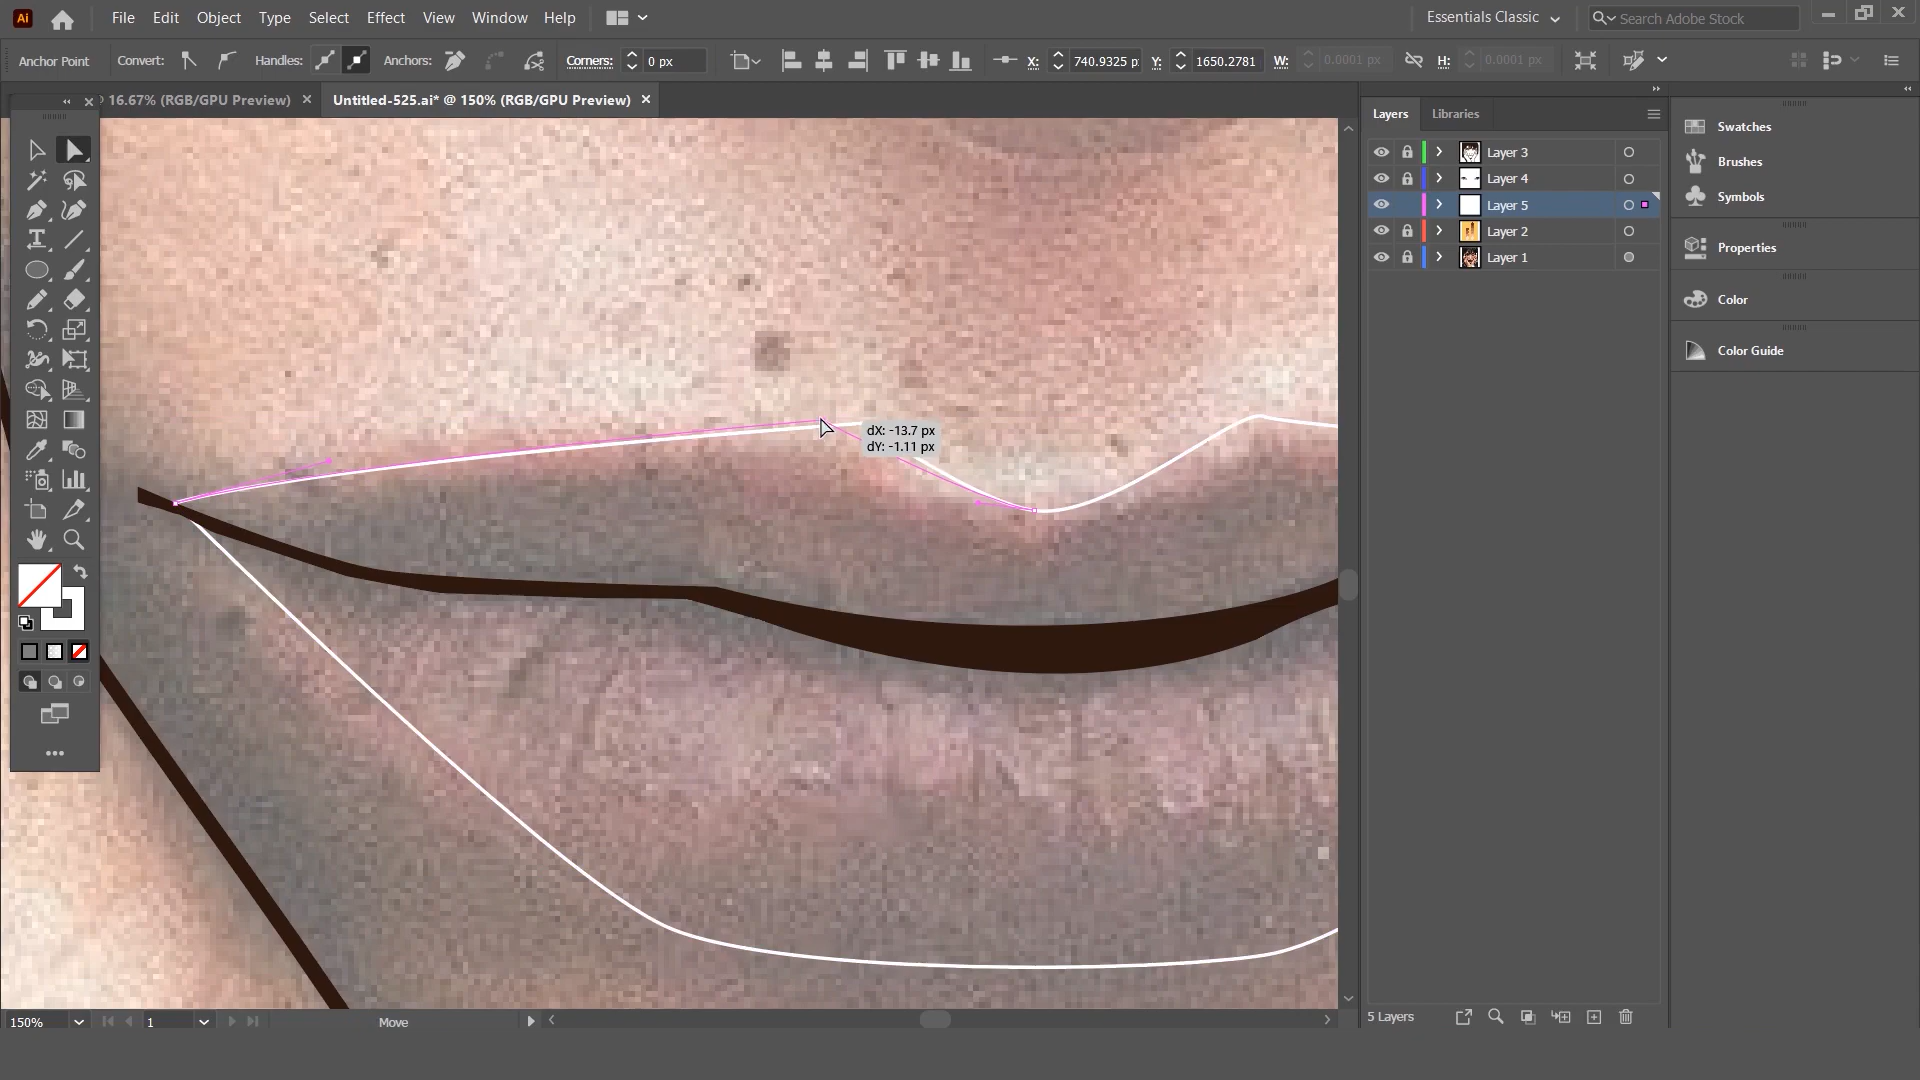 Ai File Edit Object Type Select Effect View Window Help Essentials Classic Search Adobe Stock
Anchor Point Convert: Handles: Anchors: Corners: 0 px X: 740.9325 p Y: 1650.2781 W: 0.0001 px H: 0.0001 px
16.67% (RGB/GPU Preview) × Untitled-525.ai* @ 150% (RGB/GPU Preview) ×
Layers Libraries
Layer 3
Layer 4
Layer 5
Layer 2
Layer 1
Swatches
Brushes
Symbols
Properties
Color
Color Guide
dX: -13.7 px
dY: -1.11 px
150% 1 Move
5 Layers